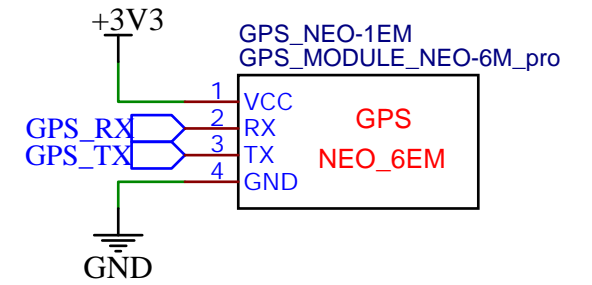 +3V3
GPS_NEO-1EM
GPS_MODULE_NEO-6M_pro
1 VCC
GPS_RX 2 RX
GPS_TX 3 TX
4 GND
GPS
NEO_6EM
GND